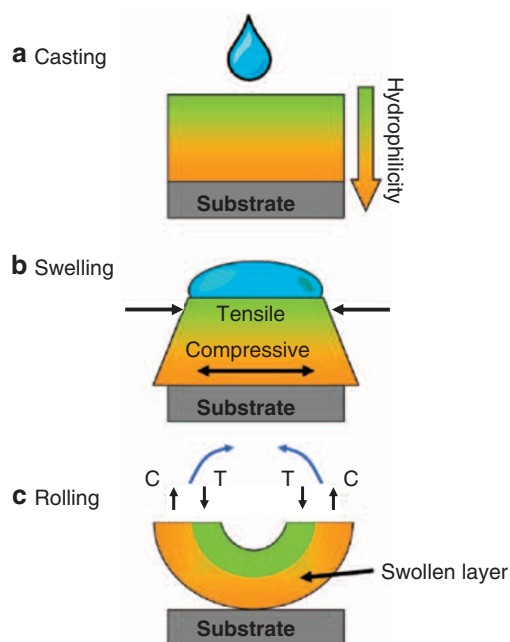 a Casting
Hydrophilicity
Substrate
b Swelling
Tensile
Compressive
Substrate
C T T C
c Rolling
Swollen layer
Substrate